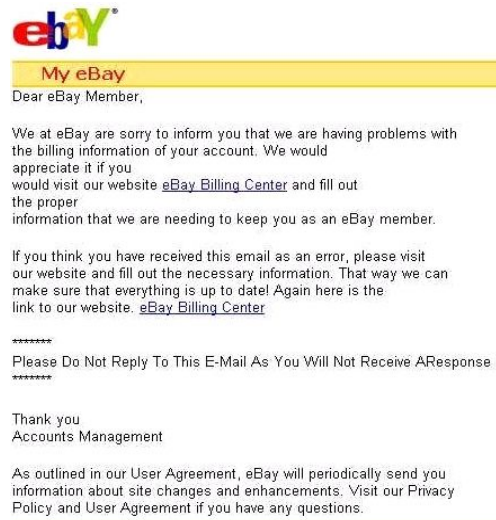 ebaY
My eBay
Dear eBay Member,
We at eBay are sorry to inform you that we are having problems with
the billing information of your account. We would
appreciate it if you
would visit our website eBay Billing Center and fill out
the proper
information that we are needing to keep you as an eBay member.
If you think you have received this email as an error, please visit
our website and fill out the necessary information. That way we can
make sure that everything is up to date! Again here is the
link to our website. eBay Billing Center
*******
Please Do Not Reply To This E-Mail As You Will Not Receive AResponse
*******
Thank you
Accounts Management
As outlined in our User Agreement, eBay will periodically send you
information about site changes and enhancements. Visit our Privacy
Policy and User Agreement if you have any questions.